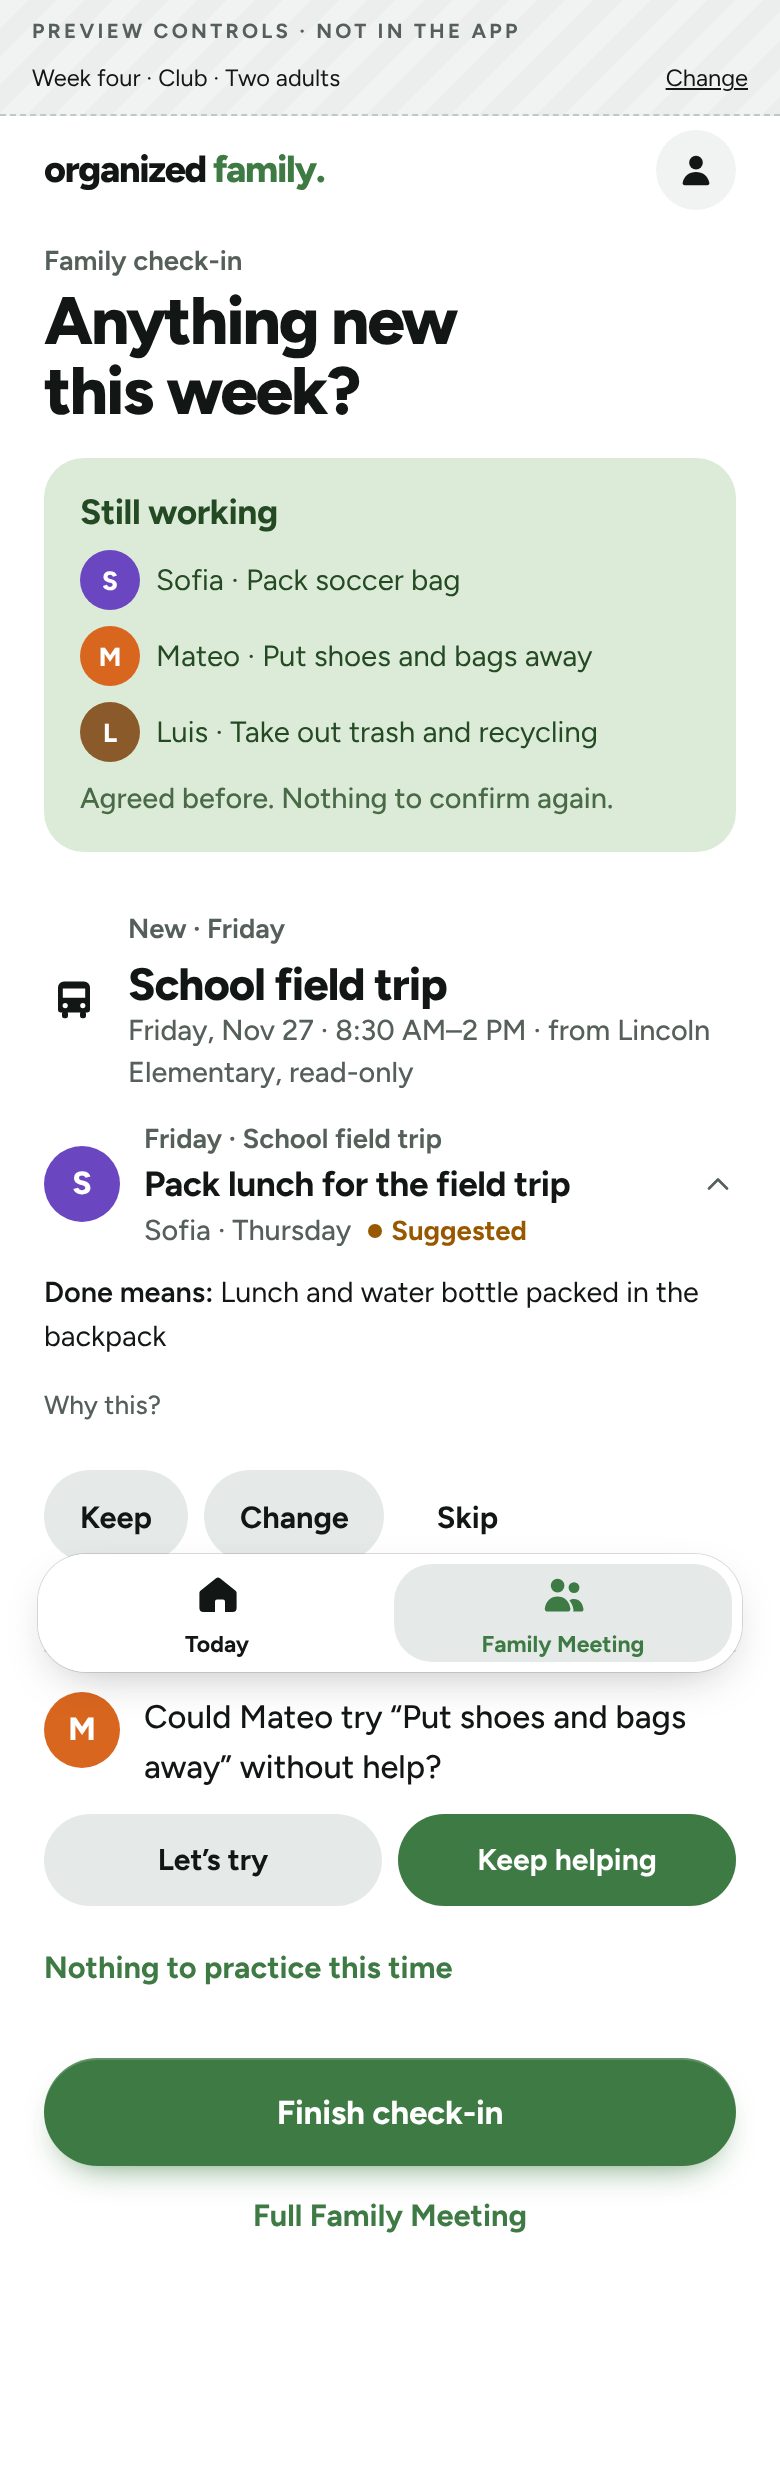 PREVIEW CONTROLS · NOT IN THE APP
Week four · Club · Two adults
Change
organized family.
Family check-in
Anything new
this week?
Still working
S
Sofia · Pack soccer bag
M
Mateo · Put shoes and bags away
L
Luis · Take out trash and recycling
Agreed before. Nothing to confirm again.
New · Friday
School field trip
Friday, Nov 27 · 8:30 AM–2 PM · from Lincoln
Elementary, read-only
Friday · School field trip
S
Pack lunch for the field trip
Sofia · Thursday
Suggested
Done means: Lunch and water bottle packed in the
backpack
Why this?
Keep
Change
Skip
Today
Family Meeting
M
Could Mateo try “Put shoes and bags
away” without help?
Let’s try
Keep helping
Nothing to practice this time
Finish check-in
Full Family Meeting